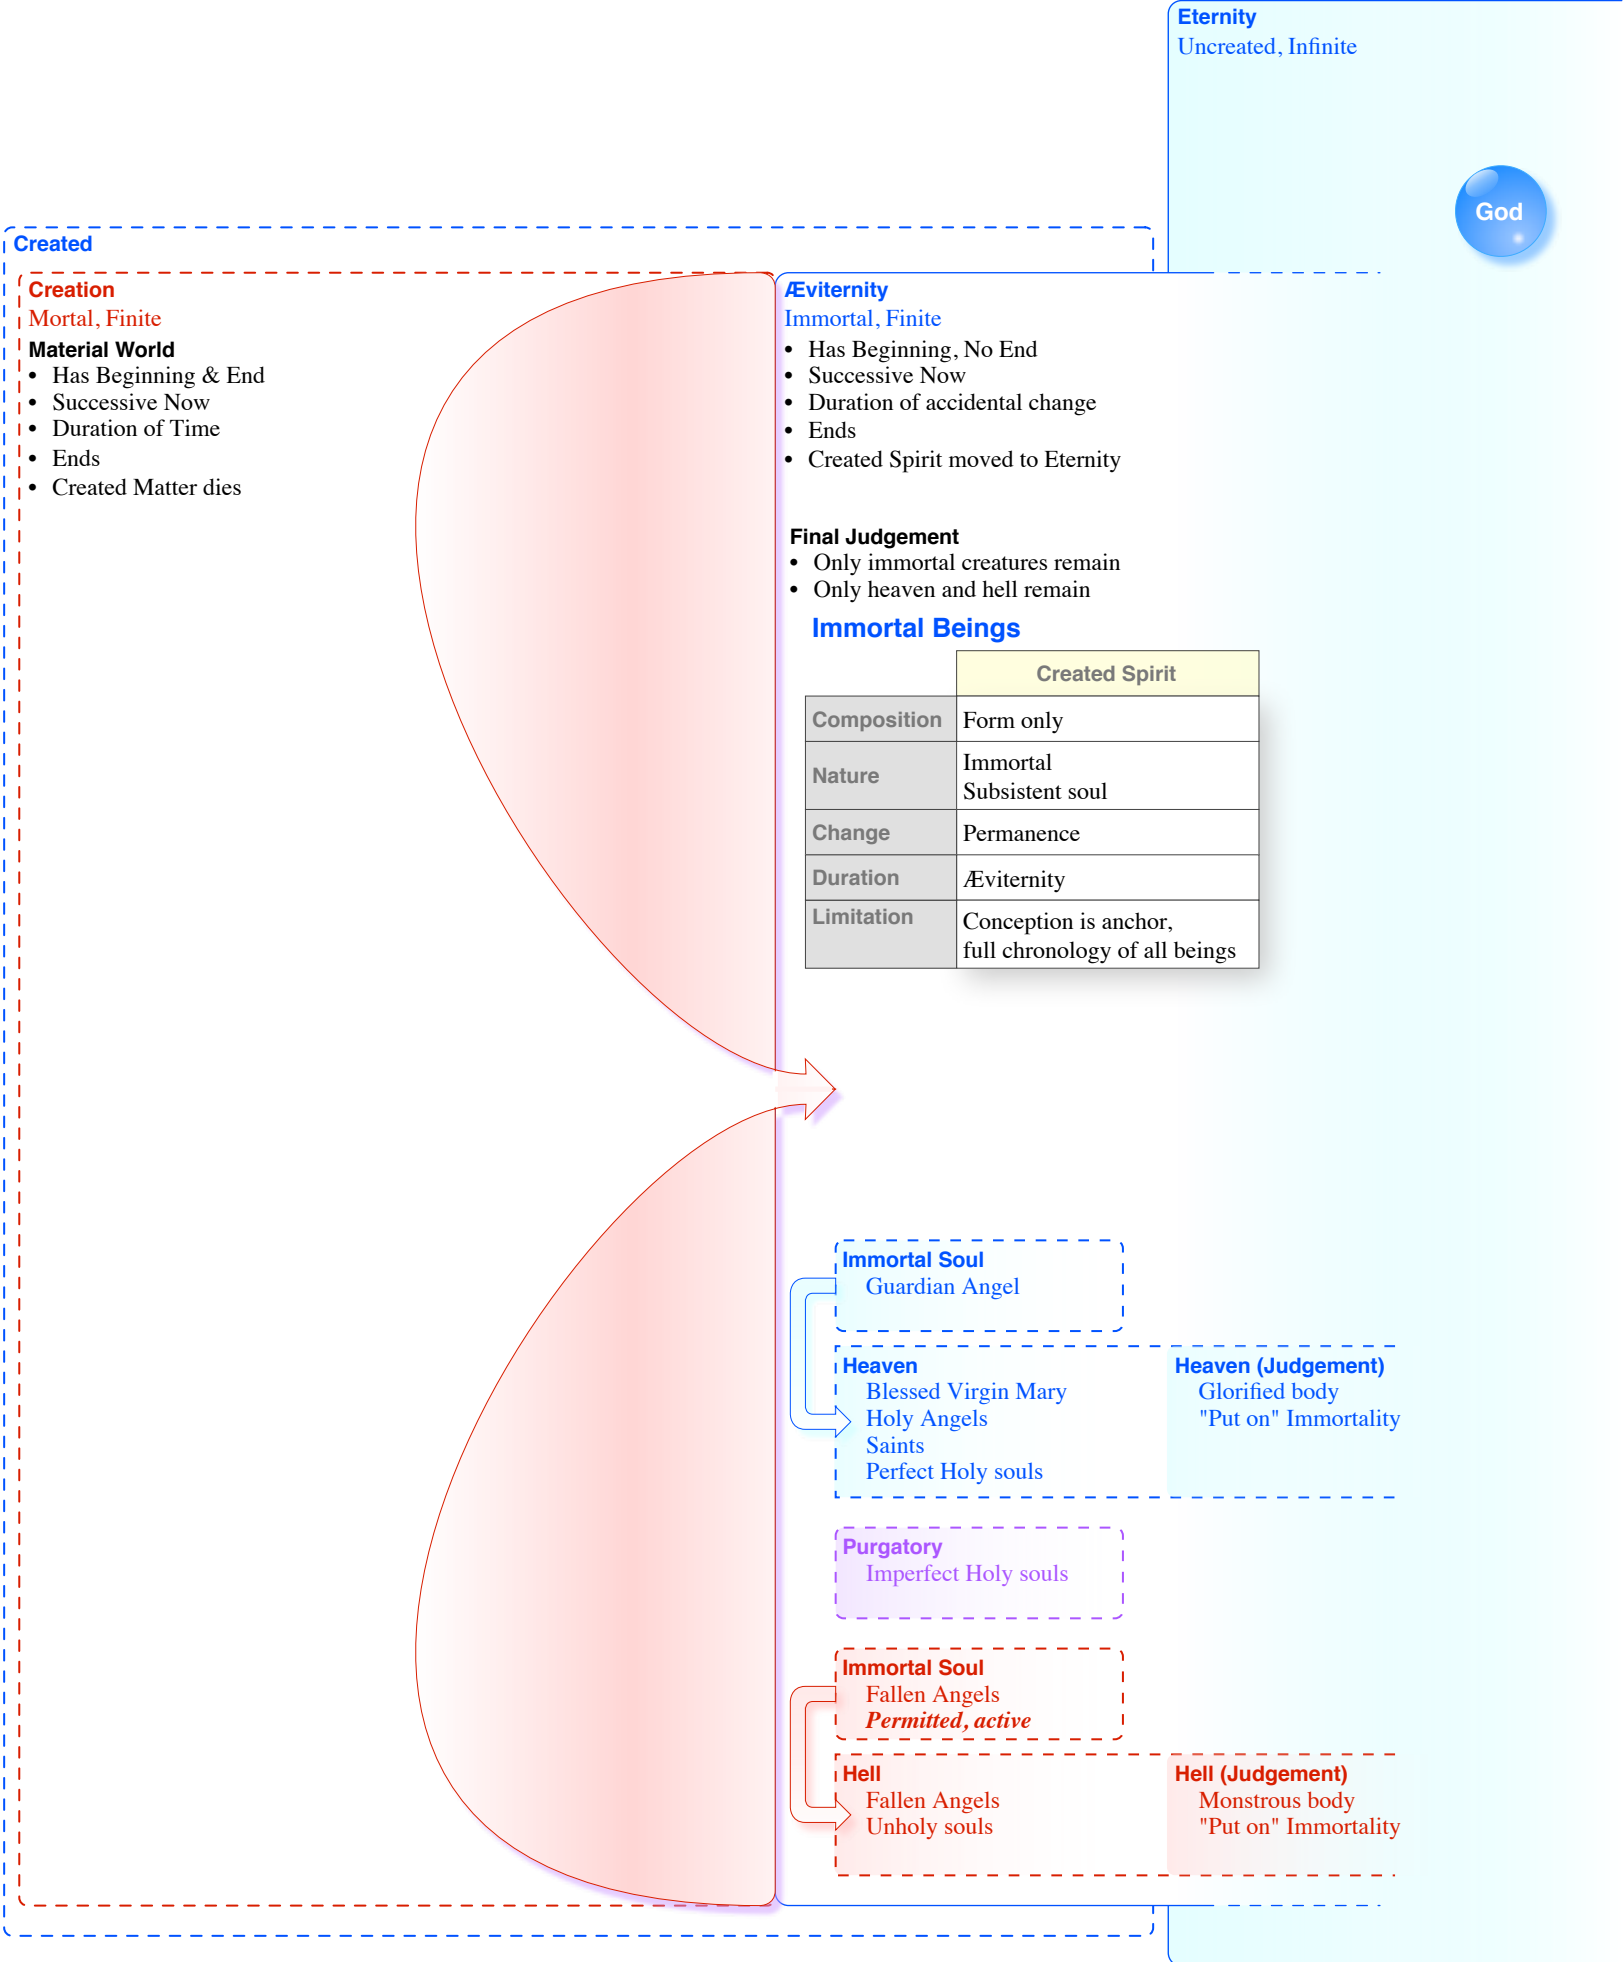 Eternity
Uncreated, Infinite
God
Created
Creation
Mortal, Finite
Material World
• Has Beginning & End
• Successive Now
• Duration of Time
• Ends
• Created Matter dies
Æviternity
Immortal, Finite
• Has Beginning, No End
• Successive Now
• Duration of accidental change
• Ends
• Created Spirit moved to Eternity
Final Judgement
• Only immortal creatures remain
• Only heaven and hell remain
Immortal Beings
Created Spirit
Composition Form only
Nature Immortal
Subsistent soul
Change Permanence
Duration Æviternity
Limitation Conception is anchor,
full chronology of all beings
Immortal Soul
Guardian Angel
Heaven
Blessed Virgin Mary
Holy Angels
Saints
Perfect Holy souls
Heaven (Judgement)
Glorified body
"Put on" Immortality
Purgatory
Imperfect Holy souls
Immortal Soul
Fallen Angels
Permitted, active
Hell
Fallen Angels
Unholy souls
Hell (Judgement)
Monstrous body
"Put on" Immortality